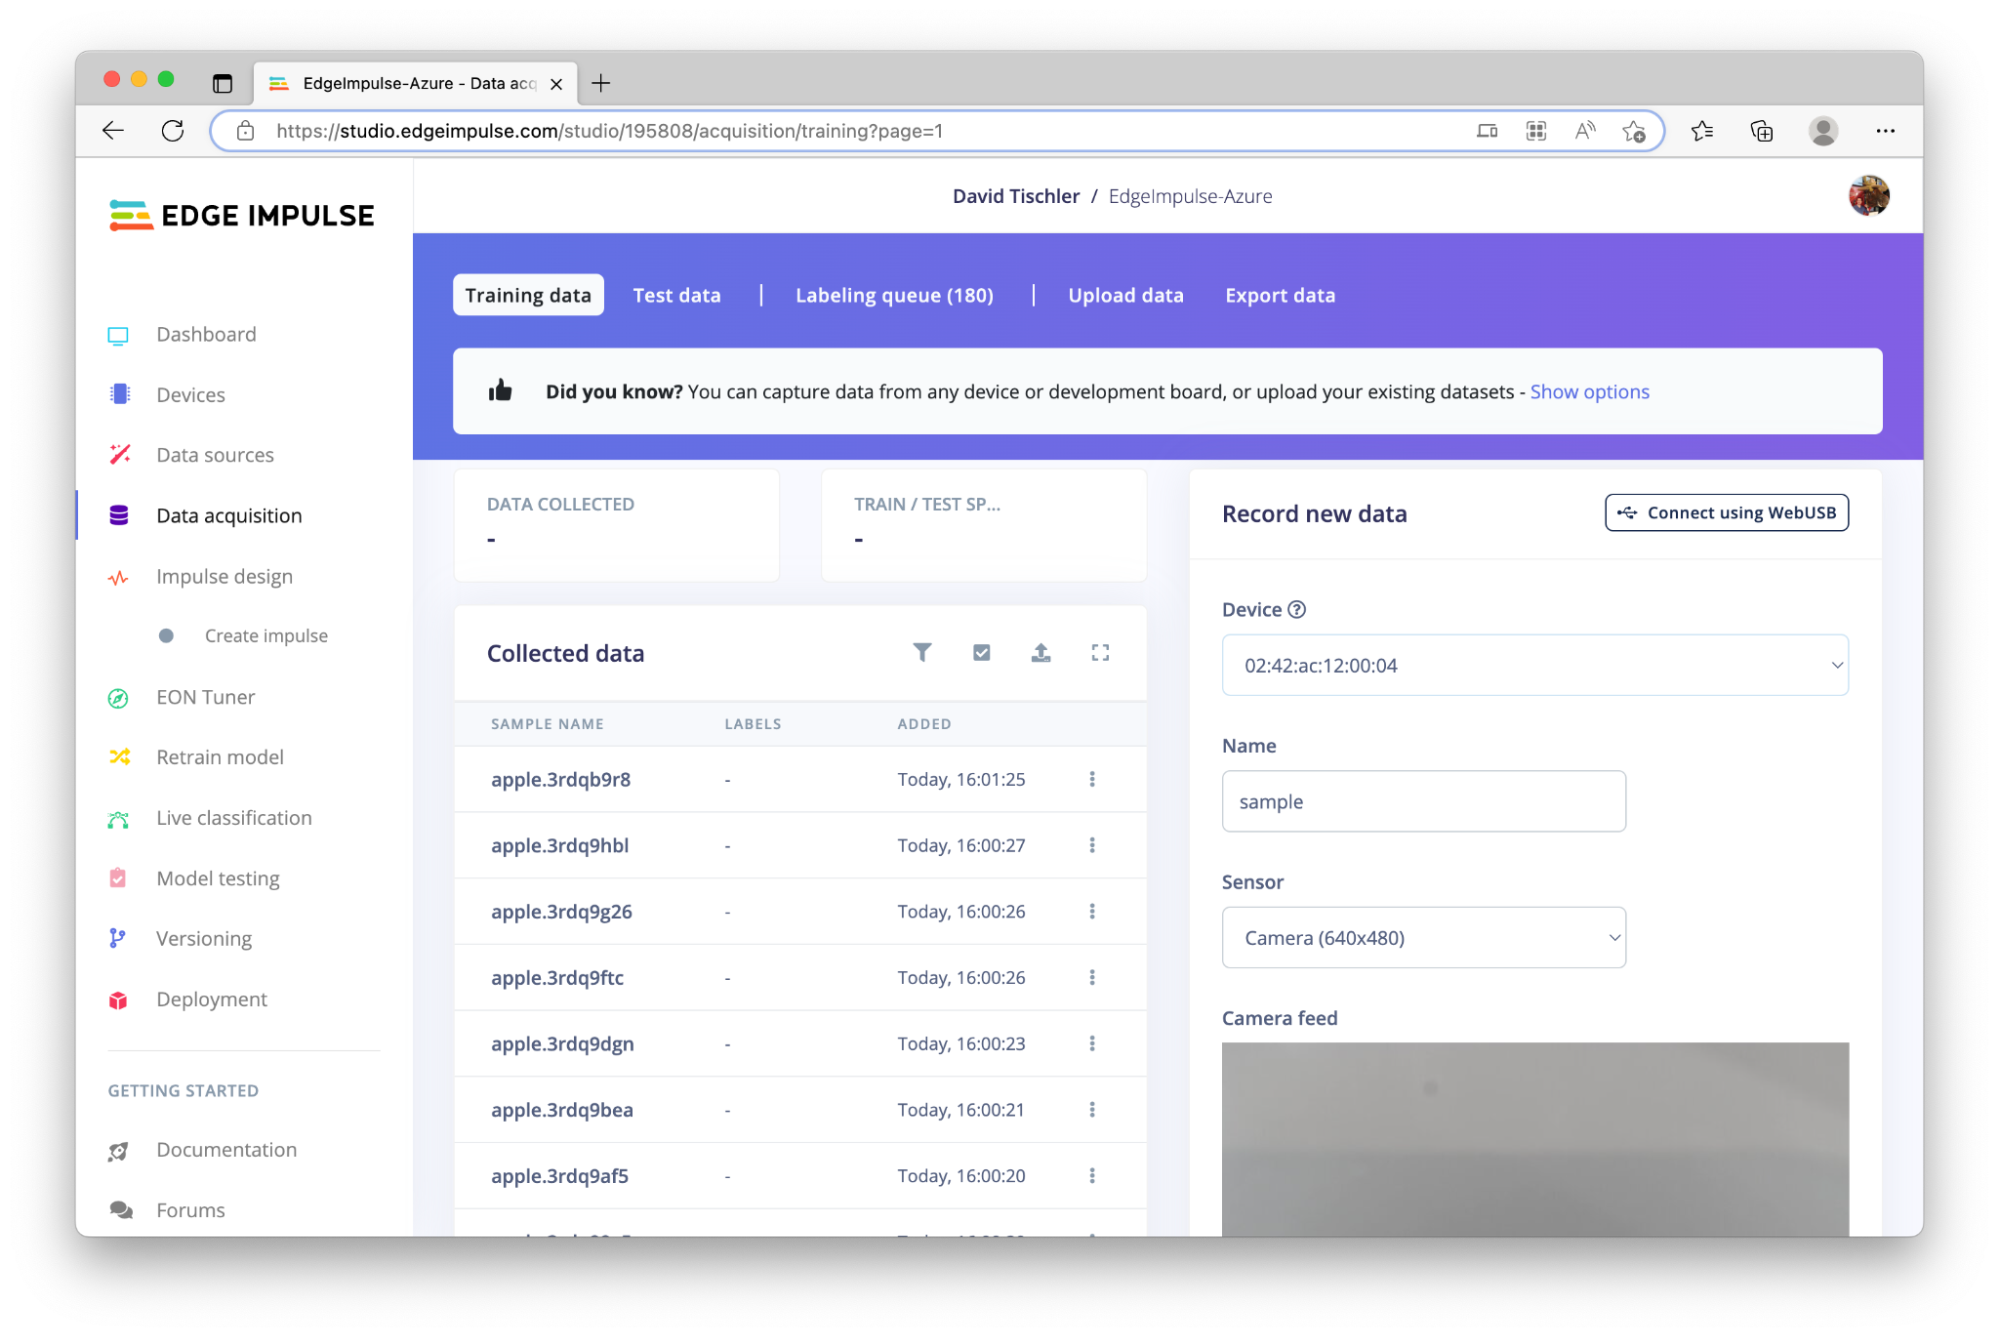 EdgeImpulse-Azure - Data acq
https://studio.edgeimpulse.com/studio/195808/acquisition/training?page=1
EDGE IMPULSE
David Tischler / EdgeImpulse-Azure
Training data
Test data
|
Labeling queue (180)
|
Upload data
Export data
Did you know? You can capture data from any device or development board, or upload your existing datasets - Show options
Dashboard
Devices
Data sources
Data acquisition
Impulse design
Create impulse
EON Tuner
Retrain model
Live classification
Model testing
Versioning
Deployment
GETTING STARTED
Documentation
Forums
DATA COLLECTED
-
TRAIN / TEST SP...
-
Collected data
SAMPLE NAME LABELS ADDED
apple.3rdqb9r8 - Today, 16:01:25
apple.3rdq9hbl - Today, 16:00:27
apple.3rdq9g26 - Today, 16:00:26
apple.3rdq9ftc - Today, 16:00:26
apple.3rdq9dgn - Today, 16:00:23
apple.3rdq9bea - Today, 16:00:21
apple.3rdq9af5 - Today, 16:00:20
Record new data
Connect using WebUSB
Device
02:42:ac:12:00:04
Name
sample
Sensor
Camera (640x480)
Camera feed